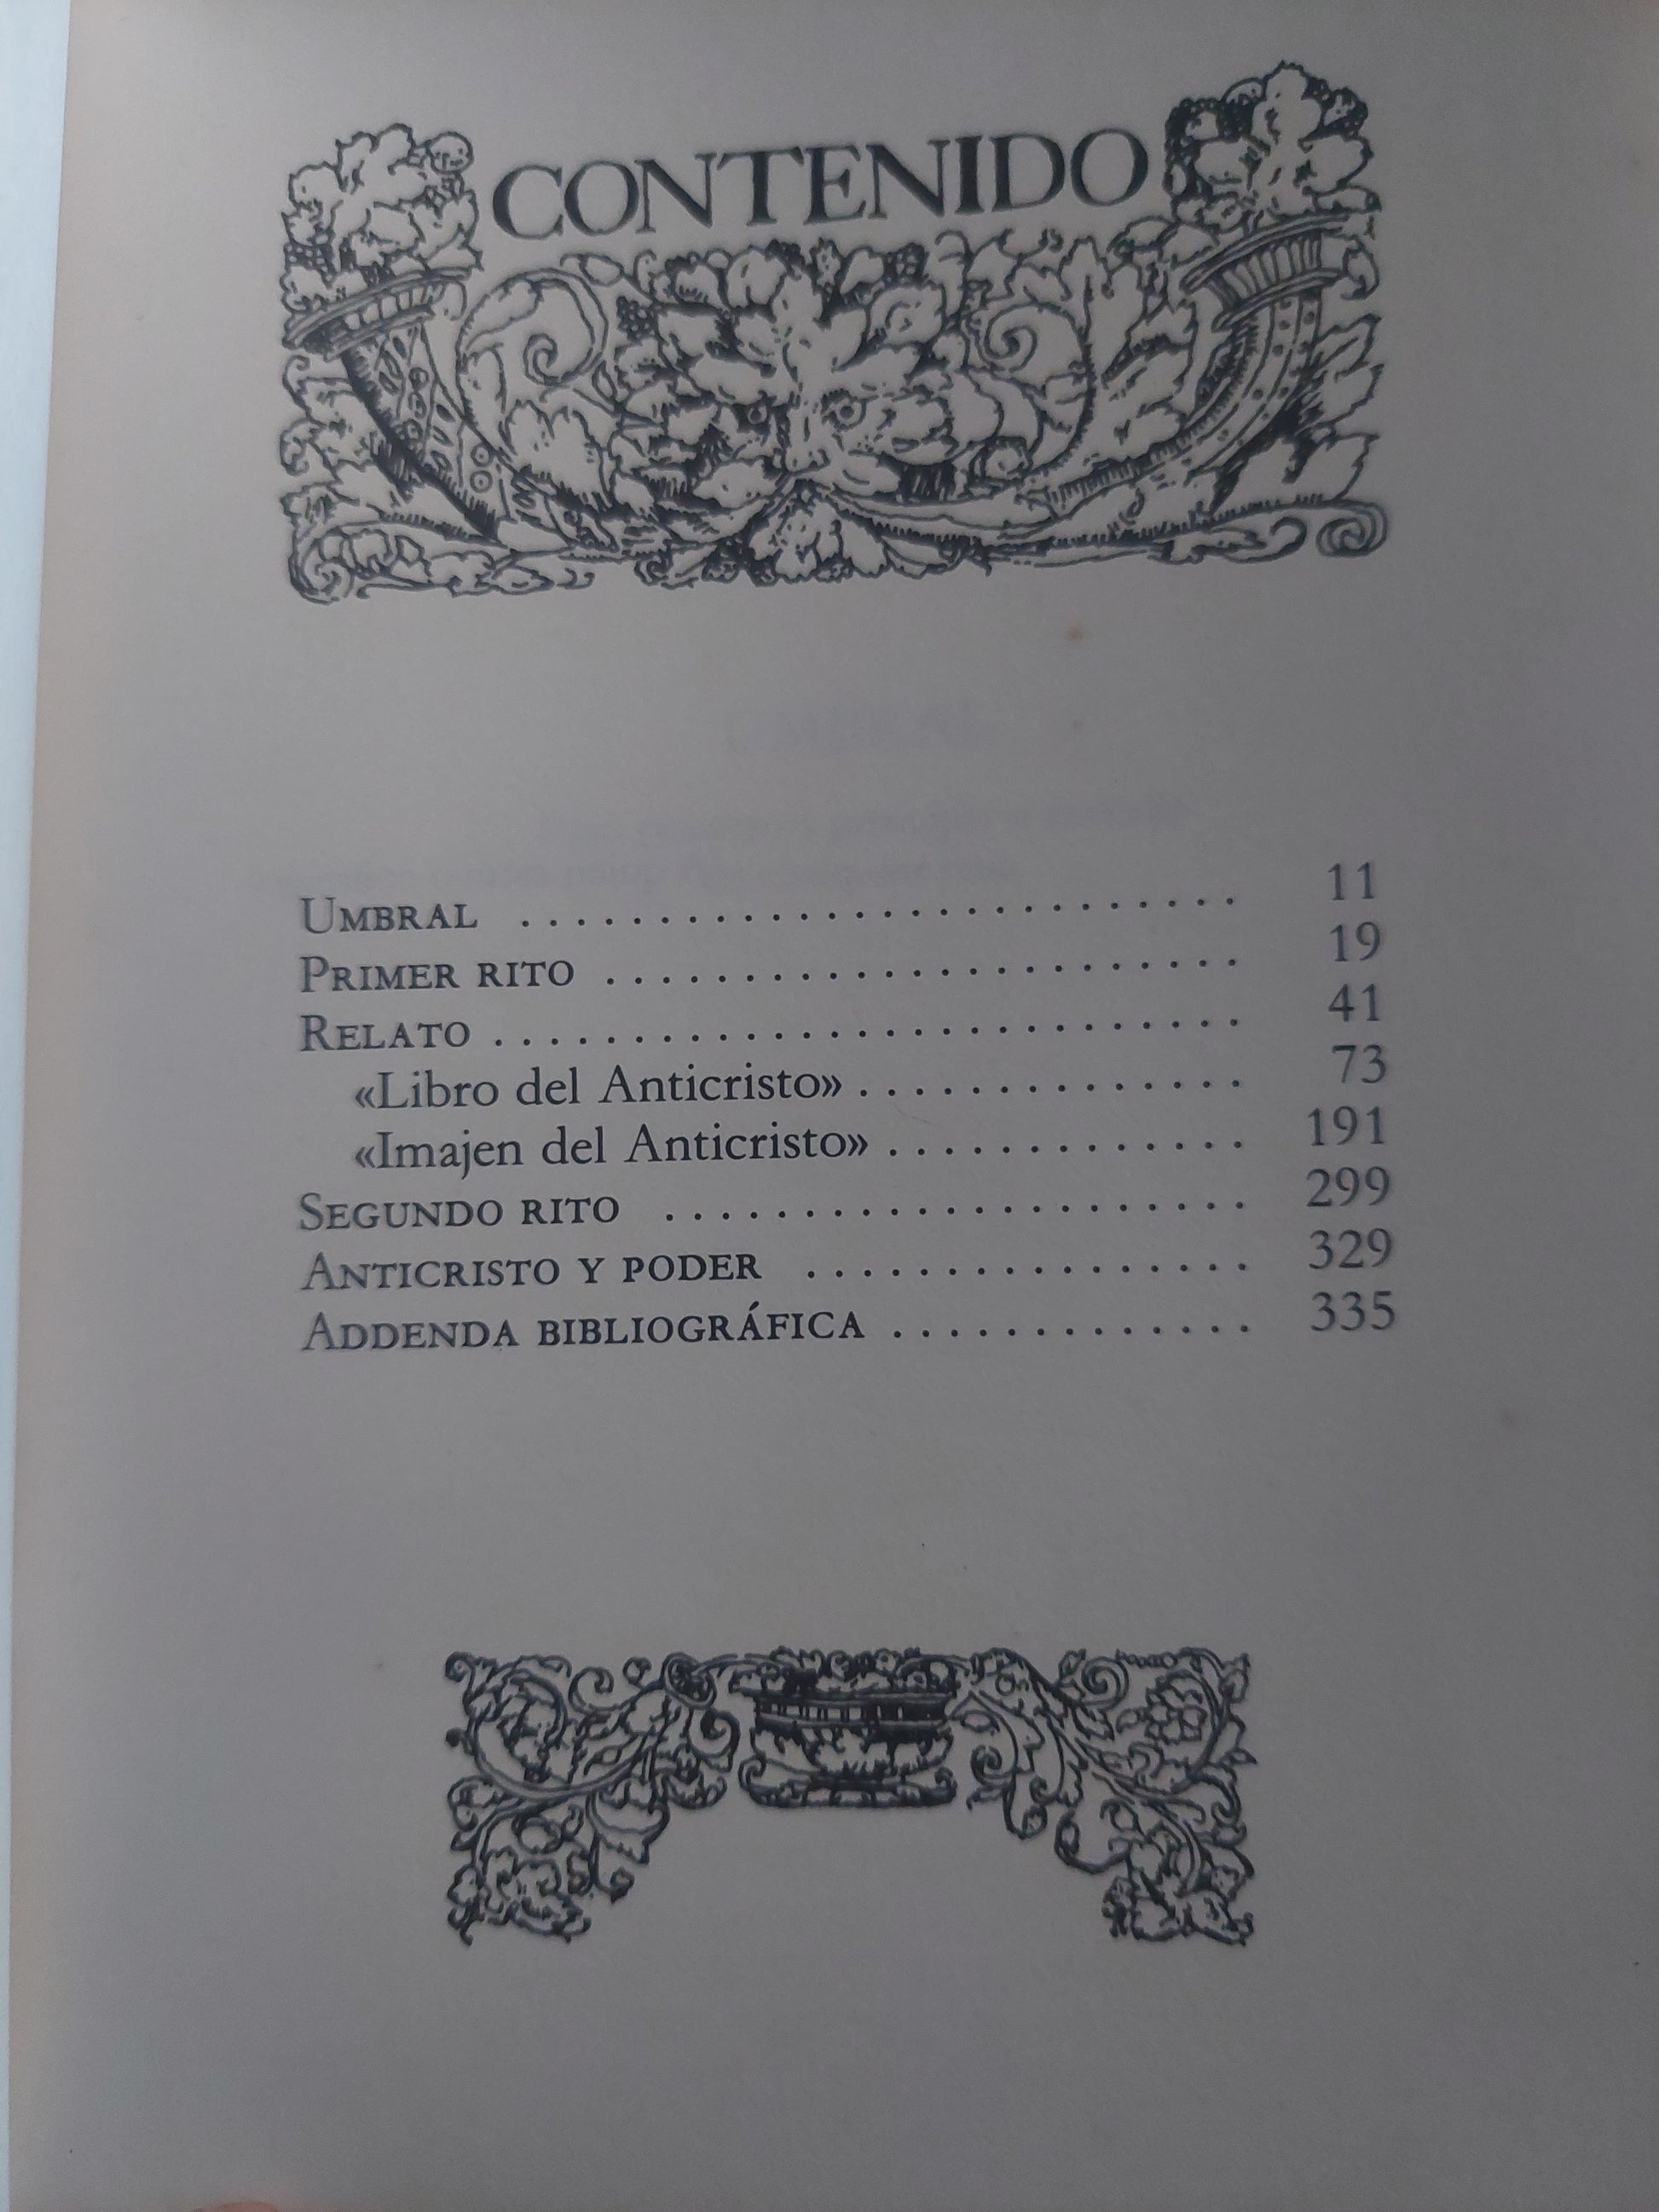 CONTENIDO
UMBRAL . . . . . . . . . . . . . . . . . . . . . . . . . . 11
PRIMER RITO . . . . . . . . . . . . . . . . . . . . . . . 19
RELATO . . . . . . . . . . . . . . . . . . . . . . . . . . . 41
«Libro del Anticristo» . . . . . . . . . . . . . . 73
«Imajen del Anticristo» . . . . . . . . . . . . . 191
SEGUNDO RITO . . . . . . . . . . . . . . . . . . . . . 299
ANTICRISTO Y PODER . . . . . . . . . . . . . . . . 329
ADDENDA BIBLIOGRÁFICA . . . . . . . . . . . . . 335